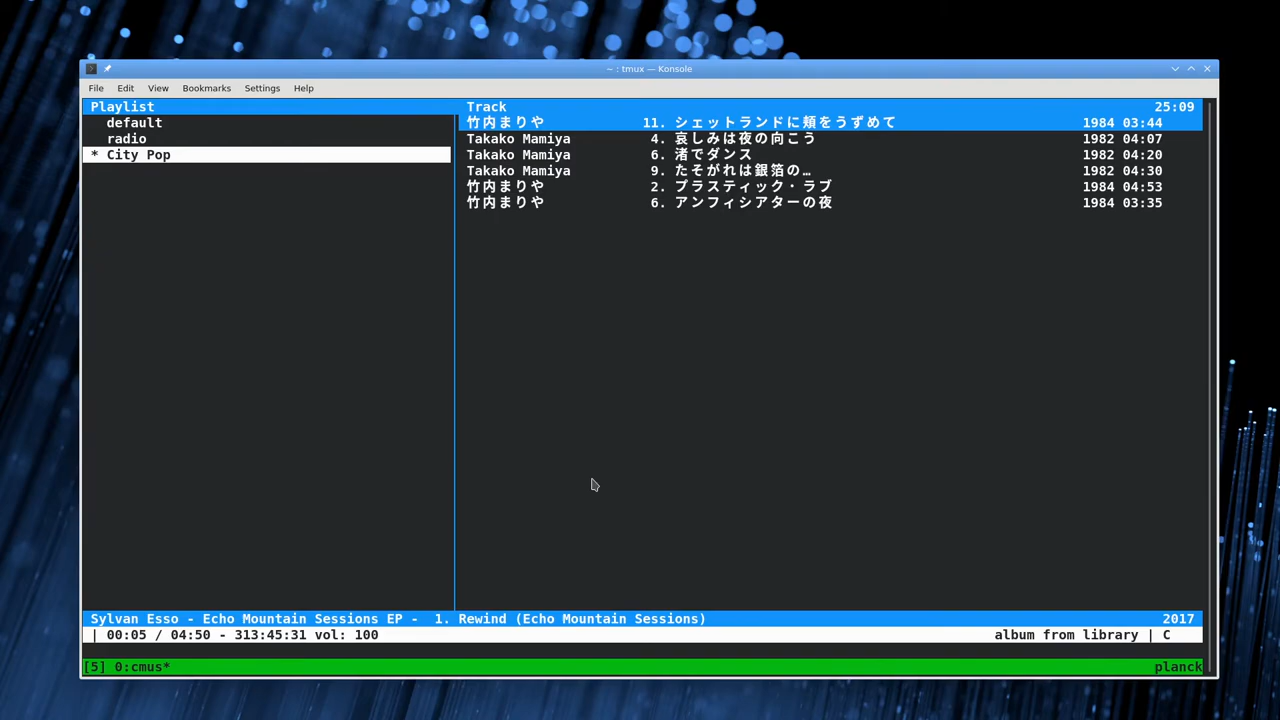 ~ : tmux — Konsole
File Edit View Bookmarks Settings Help
Playlist Track 25:09
default
radio
* City Pop
竹内まりや 11. シェットランドに頬をうずめて 1984 03:44
Takako Mamiya 4. 哀しみは夜の向こう 1982 04:07
Takako Mamiya 6. 渚でダンス 1982 04:20
Takako Mamiya 9. たそがれは銀箔の… 1982 04:30
竹内まりや 2. プラスティック・ラブ 1984 04:53
竹内まりや 6. アンフィシアターの夜 1984 03:35
Sylvan Esso - Echo Mountain Sessions EP - 1. Rewind (Echo Mountain Sessions) 2017
| 00:05 / 04:50 - 313:45:31 vol: 100 album from library | C
[5] 0:cmus* planck